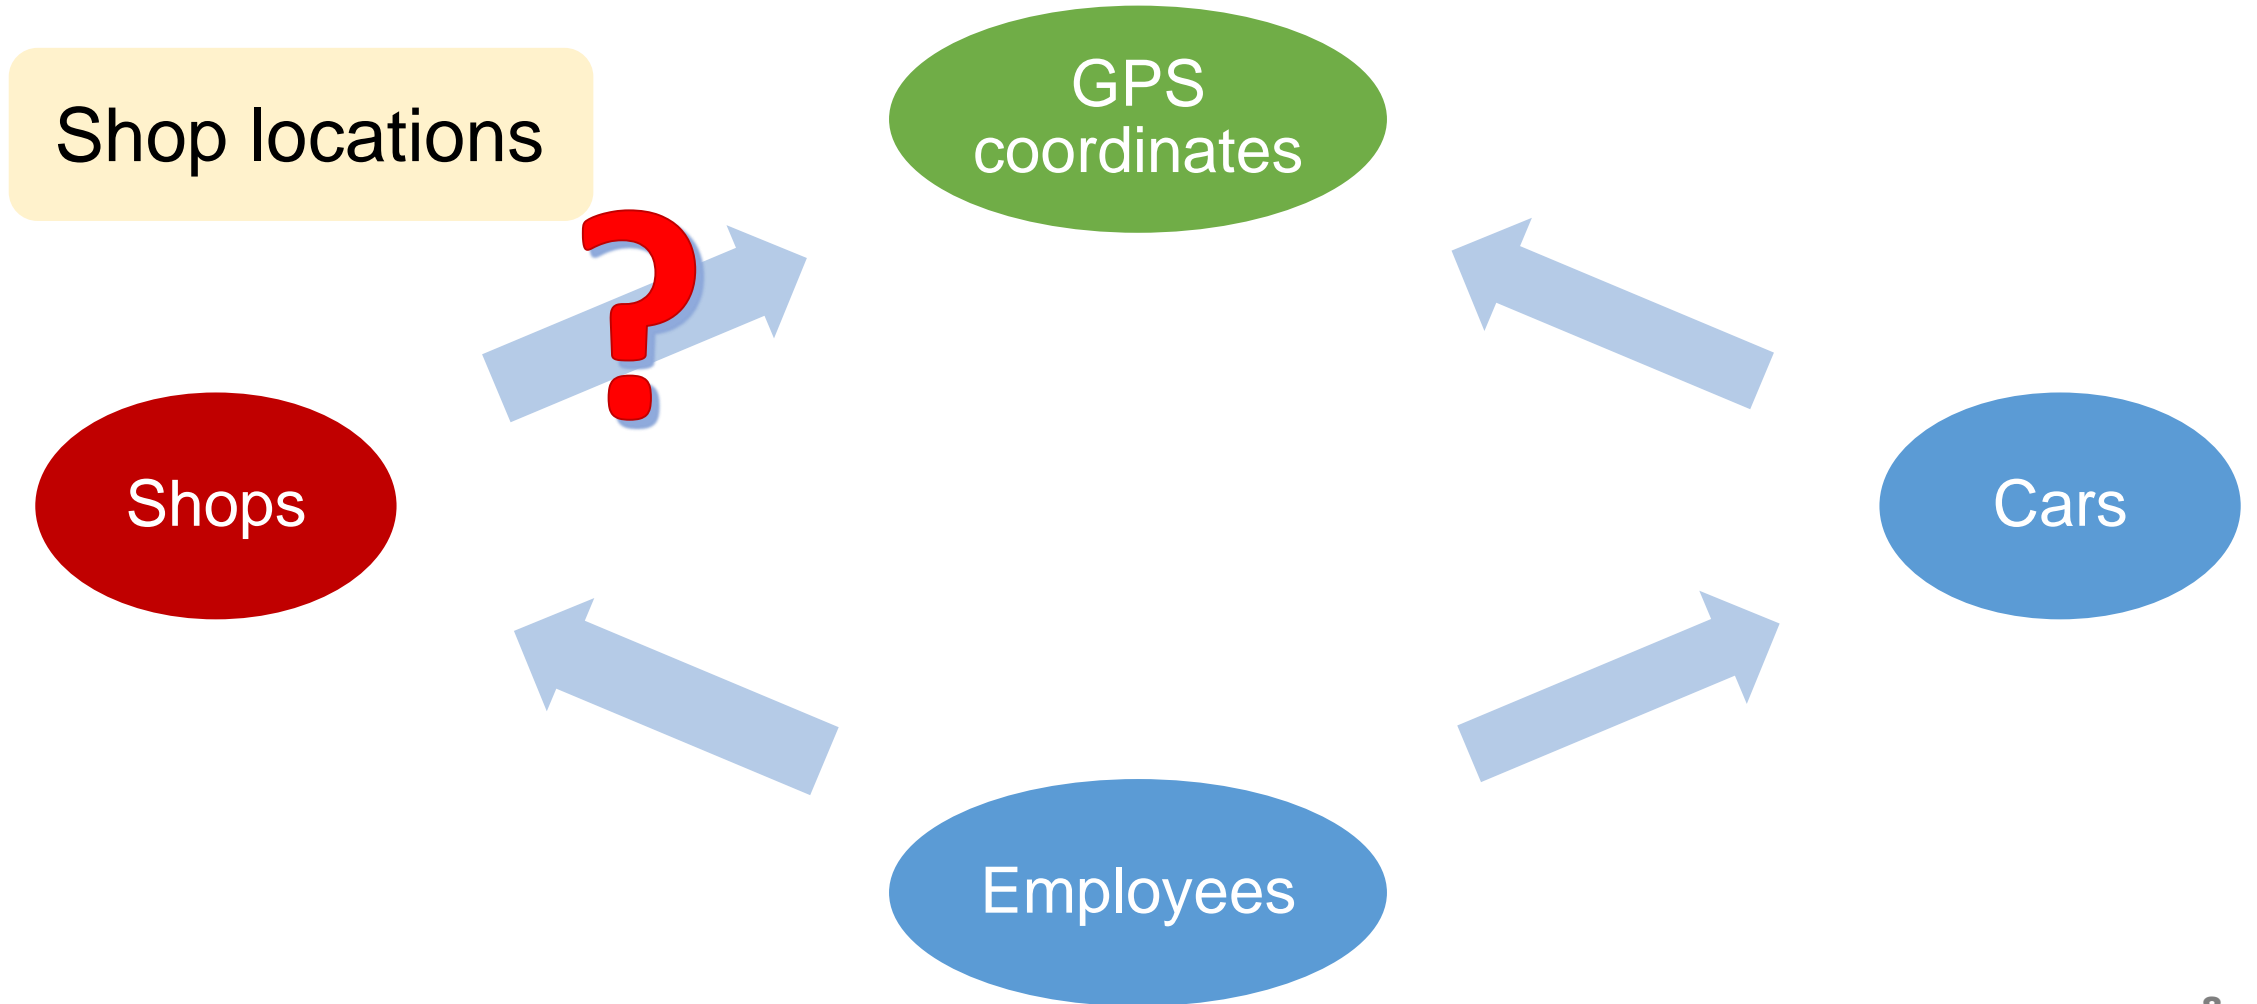 Shop locations
GPS
coordinates
?
Shops
Cars
Employees